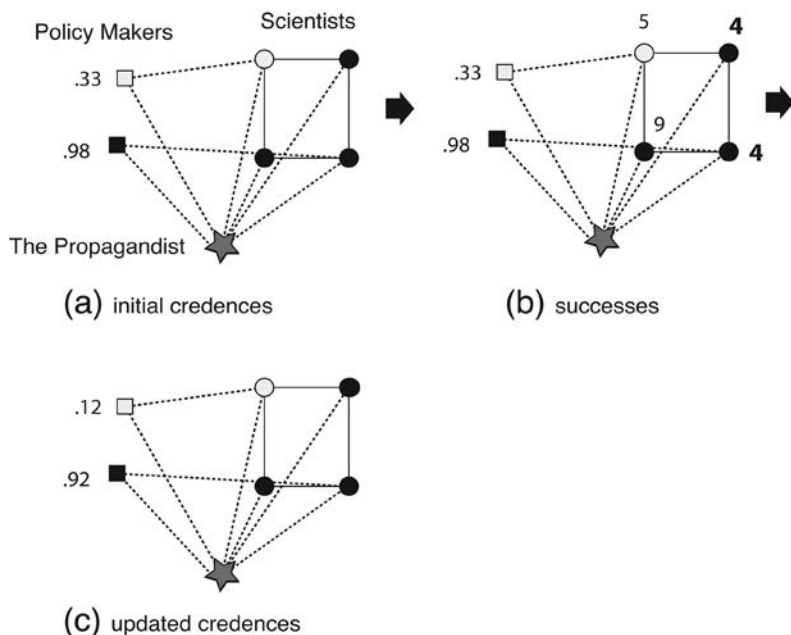 Scientists
Policy Makers
.33
.98
The Propagandist
(a) initial credences
5
4
.33
9
.98
4
(b) successes
.12
.92
(c) updated credences